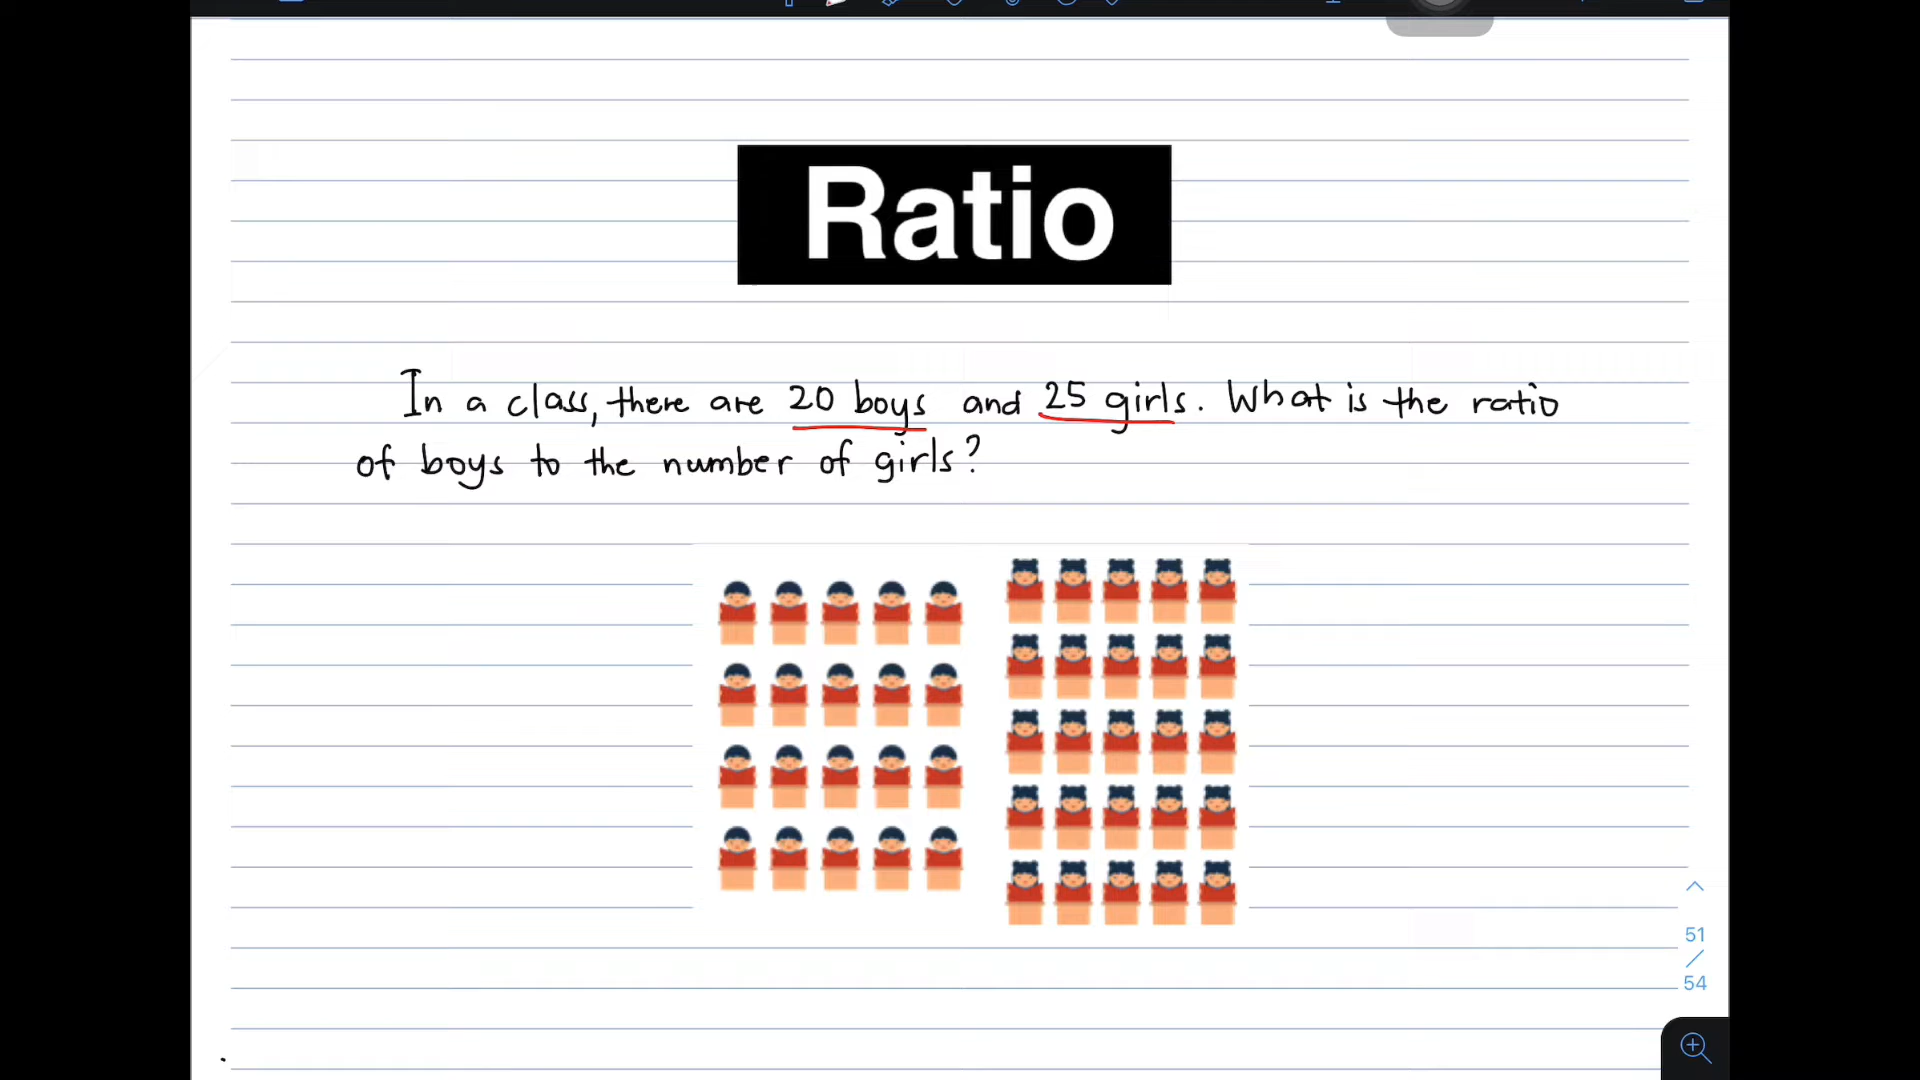 Ratio
In a class, there are 20 boys and 25 girls. What is the ratio
of boys to the number of girls?
51
/
54